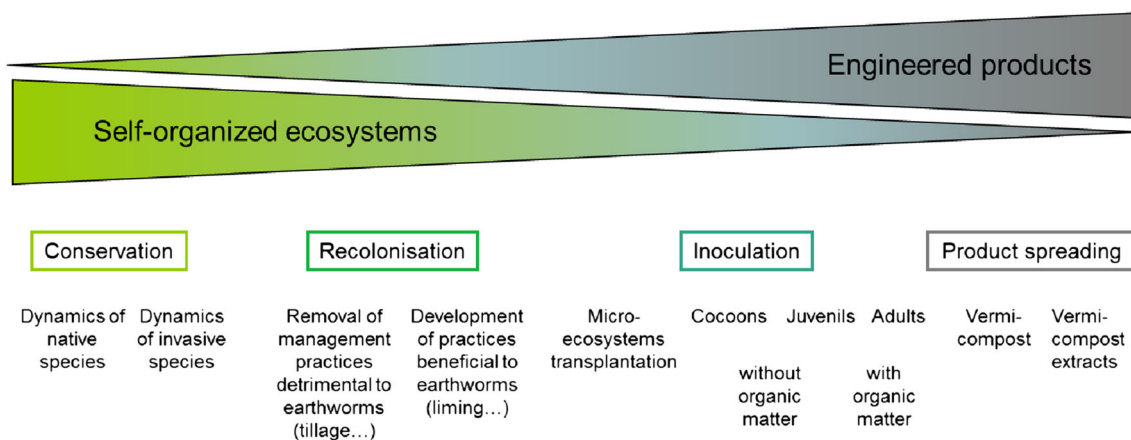 Engineered products
Self-organized ecosystems
Conservation
Recolonisation
Inoculation
Product spreading
Dynamics of
native
species
Dynamics
of invasive
species
Removal of
management
practices
detrimental to
earthworms
(tillage…)
Development
of practices
beneficial to
earthworms
(liming…)
Micro-
ecosystems
transplantation
Cocoons
Juvenils
Adults
without
organic
matter
with
organic
matter
Vermi-
compost
Vermi-
compost
extracts